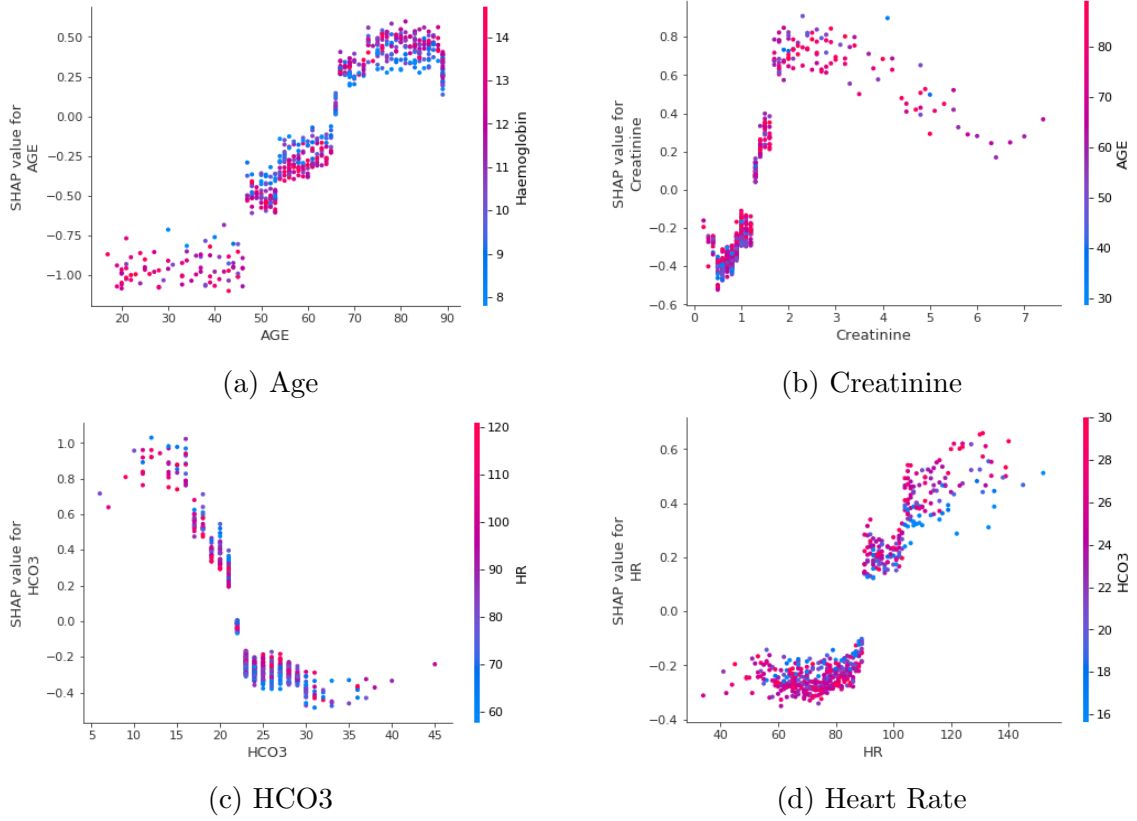 SHAP value for
AGE
0.50
0.25
0.00
−0.25
−0.50
−0.75
−1.00
20 30 40 50 60 70 80 90
AGE
14
13
12
11
10
9
8
Haemoglobin
(a) Age
SHAP value for
Creatinine
0.8
0.6
0.4
0.2
0.0
−0.2
−0.4
−0.6
0 1 2 3 4 5 6 7
Creatinine
80
70
60
50
40
30
AGE
(b) Creatinine
SHAP value for
HCO3
1.0
0.8
0.6
0.4
0.2
0.0
−0.2
−0.4
5 10 15 20 25 30 35 40 45
HCO3
120
110
100
90
80
70
60
HR
(c) HCO3
SHAP value for
HR
0.6
0.4
0.2
0.0
−0.2
−0.4
40 60 80 100 120 140
HR
30
28
26
24
22
20
18
16
HCO3
(d) Heart Rate